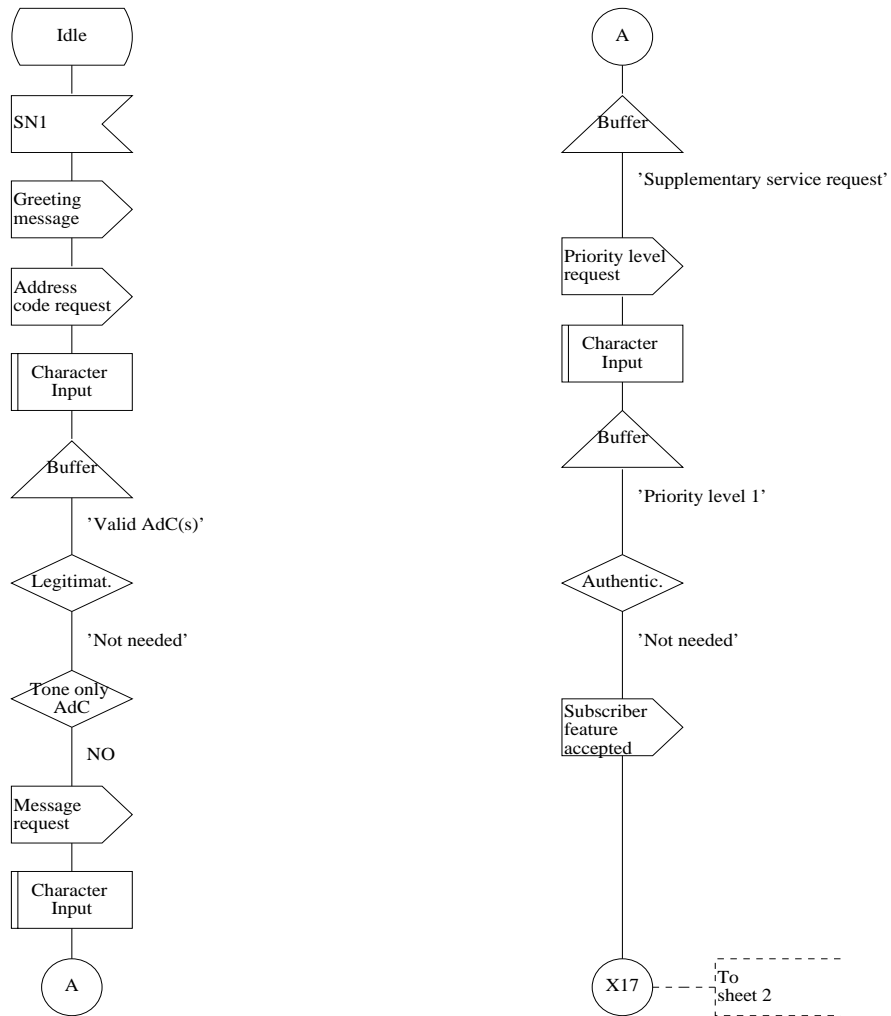 Idle
SN1
Greeting
message
Address
code request
Character
Input
Buffer
’Valid AdC(s)’
Legitimat.
’Not needed’
Tone only
AdC
NO
Message
request
Character
Input
A
A
Buffer
’Supplementary service request’
Priority level
request
Character
Input
Buffer
’Priority level 1’
Authentic.
’Not needed’
Subscriber
feature
accepted
X17
To
sheet 2